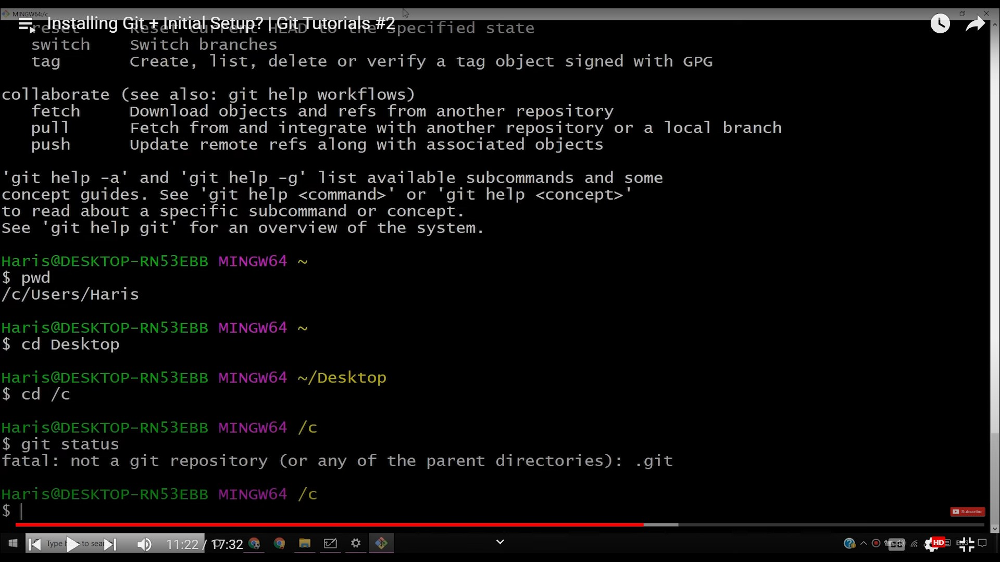 MINGW64:/c
Installing Git + Initial Setup? | Git Tutorials #2
reset Reset current HEAD to the specified state
switch Switch branches
tag Create, list, delete or verify a tag object signed with GPG
collaborate (see also: git help workflows)
fetch Download objects and refs from another repository
pull Fetch from and integrate with another repository or a local branch
push Update remote refs along with associated objects
'git help -a' and 'git help -g' list available subcommands and some
concept guides. See 'git help <command>' or 'git help <concept>'
to read about a specific subcommand or concept.
See 'git help git' for an overview of the system.
Haris@DESKTOP-RN53EBB MINGW64 ~
$ pwd
/c/Users/Haris
Haris@DESKTOP-RN53EBB MINGW64 ~
$ cd Desktop
Haris@DESKTOP-RN53EBB MINGW64 ~/Desktop
$ cd /c
Haris@DESKTOP-RN53EBB MINGW64 /c
$ git status
fatal: not a git repository (or any of the parent directories): .git
Haris@DESKTOP-RN53EBB MINGW64 /c
$
Subscribe
Type here to search
11:22 / 17:32
HD
ENG